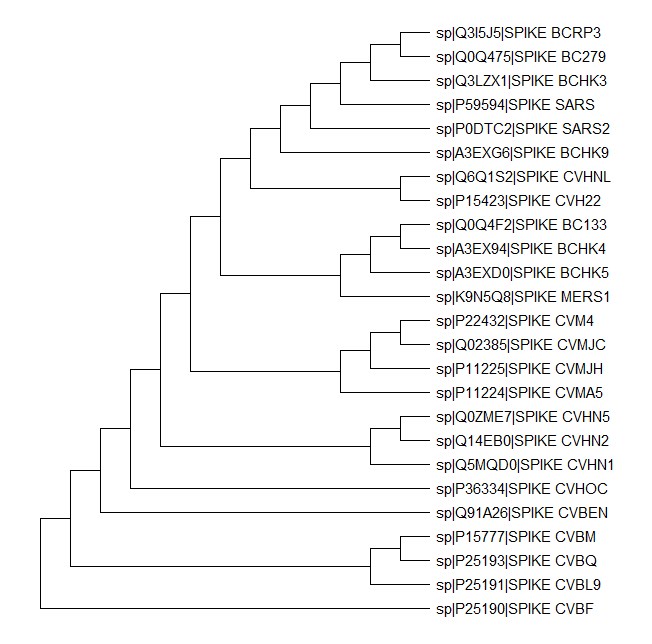 sp|Q3I5J5|SPIKE BCRP3
sp|Q0Q475|SPIKE BC279
sp|Q3LZX1|SPIKE BCHK3
sp|P59594|SPIKE SARS
sp|P0DTC2|SPIKE SARS2
sp|A3EXG6|SPIKE BCHK9
sp|Q6Q1S2|SPIKE CVHNL
sp|P15423|SPIKE CVH22
sp|Q0Q4F2|SPIKE BC133
sp|A3EX94|SPIKE BCHK4
sp|A3EXD0|SPIKE BCHK5
sp|K9N5Q8|SPIKE MERS1
sp|P22432|SPIKE CVM4
sp|Q02385|SPIKE CVMJC
sp|P11225|SPIKE CVMJH
sp|P11224|SPIKE CVMA5
sp|Q0ZME7|SPIKE CVHN5
sp|Q14EB0|SPIKE CVHN2
sp|Q5MQD0|SPIKE CVHN1
sp|P36334|SPIKE CVHOC
sp|Q91A26|SPIKE CVBEN
sp|P15777|SPIKE CVBM
sp|P25193|SPIKE CVBQ
sp|P25191|SPIKE CVBL9
sp|P25190|SPIKE CVBF